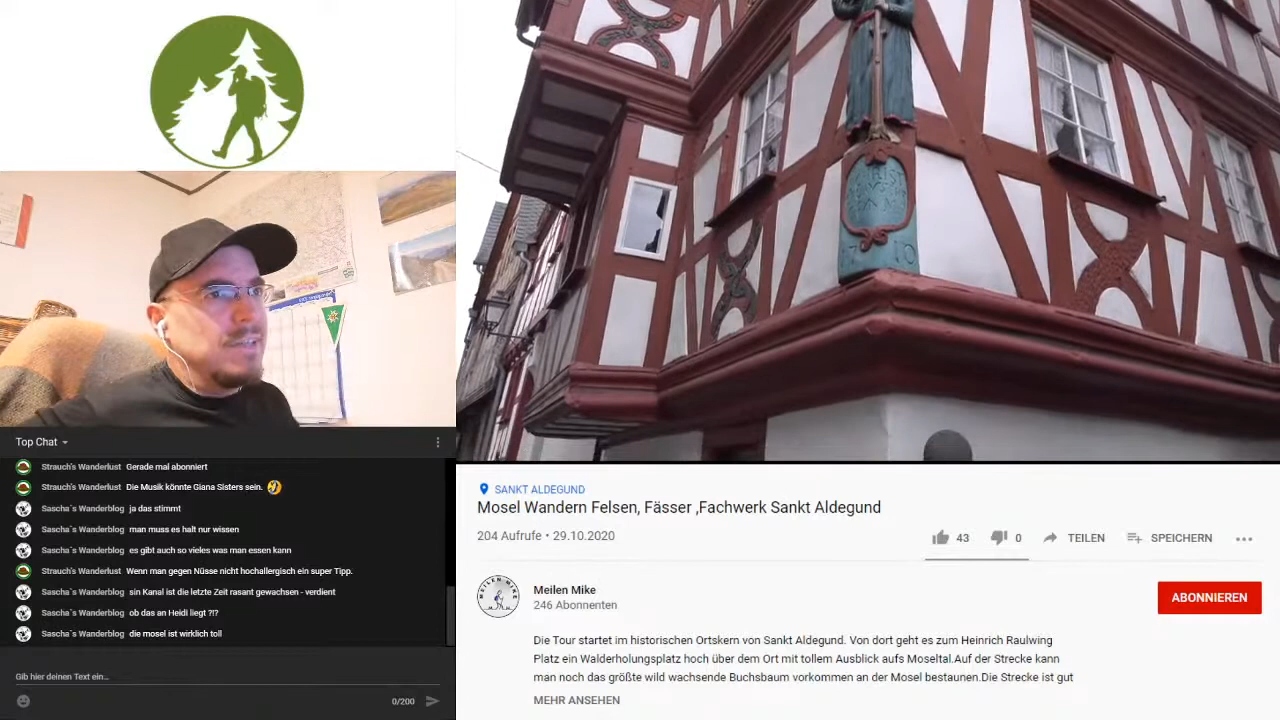 Top Chat
Strauch's Wanderlust Gerade mal abonniert
Strauch's Wanderlust Die Musik könnte Giana Sisters sein. 🤣
Sascha´s Wanderblog ja das stimmt
Sascha´s Wanderblog man muss es halt nur wissen
Sascha´s Wanderblog es gibt auch so vieles was man essen kann
Strauch's Wanderlust Wenn man gegen Nüsse nicht hochallergisch ein super Tipp.
Sascha´s Wanderblog sin Kanal ist die letzte Zeit rasant gewachsen - verdient
Sascha´s Wanderblog ob das an Heidi liegt ?!?
Sascha´s Wanderblog die mosel ist wirklich toll
Gib hier deinen Text ein...
0/200
SANKT ALDEGUND
Mosel Wandern Felsen, Fässer ,Fachwerk Sankt Aldegund
204 Aufrufe • 29.10.2020
43
0
TEILEN
SPEICHERN
MEILEN MIKE
Meilen Mike
246 Abonnenten
ABONNIEREN
Die Tour startet im historischen Ortskern von Sankt Aldegund. Von dort geht es zum Heinrich Raulwing
Platz ein Walderholungsplatz hoch über dem Ort mit tollem Ausblick aufs Moseltal.Auf der Strecke kann
man noch das größte wild wachsende Buchsbaum vorkommen an der Mosel bestaunen.Die Strecke ist gut
MEHR ANSEHEN